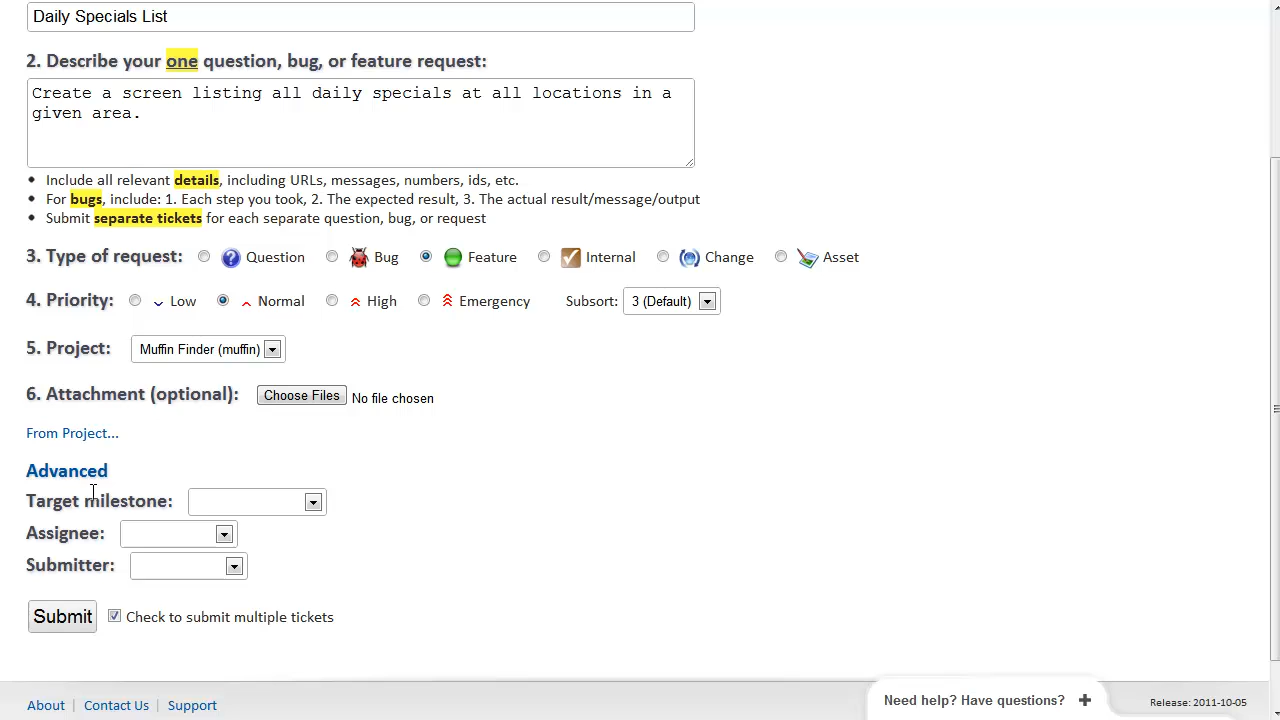 Daily Specials List
2. Describe your one question, bug, or feature request:
Create a screen listing all daily specials at all locations in a
given area.
• Include all relevant details, including URLs, messages, numbers, ids, etc.
• For bugs, include: 1. Each step you took, 2. The expected result, 3. The actual result/message/output
• Submit separate tickets for each separate question, bug, or request
3. Type of request: Question Bug Feature Internal Change Asset
4. Priority: Low Normal High Emergency Subsort: 3 (Default)
5. Project: Muffin Finder (muffin)
6. Attachment (optional): Choose Files No file chosen
From Project...
Advanced
Target milestone:
Assignee:
Submitter:
Submit Check to submit multiple tickets
About | Contact Us | Support
Need help? Have questions? +
Release: 2011-10-05